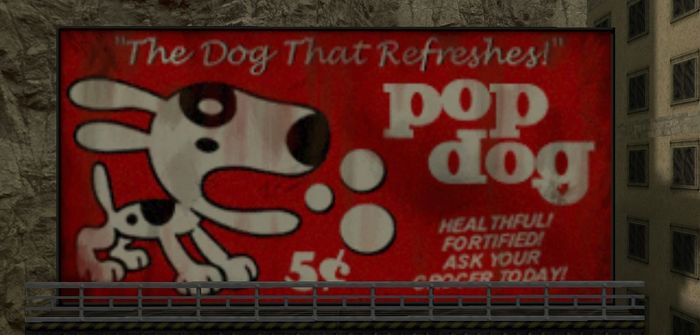 "The Dog That Refreshes!"
pop
dog
HEALTHFUL!
FORTIFIED!
ASK YOUR
GROCER TODAY!
5¢